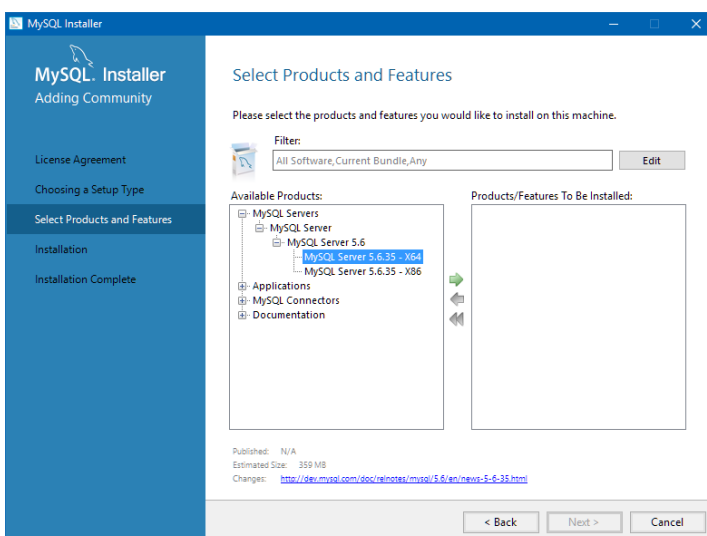 MySQL Installer
MySQL. Installer
Adding Community
License Agreement
Choosing a Setup Type
Select Products and Features
Installation
Installation Complete
Select Products and Features
Please select the products and features you would like to install on this machine.
Filter:
All Software,Current Bundle,Any
Edit
Available Products:
MySQL Servers
MySQL Server
MySQL Server 5.6
MySQL Server 5.6.35 - X64
MySQL Server 5.6.35 - X86
Applications
MySQL Connectors
Documentation
Products/Features To Be Installed:
Published: N/A
Estimated Size: 359 MB
Changes: http://dev.mysql.com/doc/relnotes/mysql/5.6/en/news-5-6-35.html
< Back
Next >
Cancel